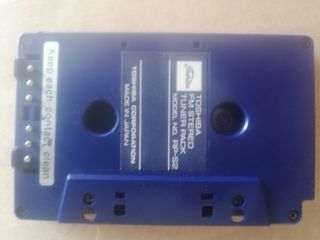 TOSHIBA
FM STEREO
TUNER PACK
MODEL NO. RP-S2
TOSHIBA CORPORATION
MADE IN JAPAN
Keep each contact clean